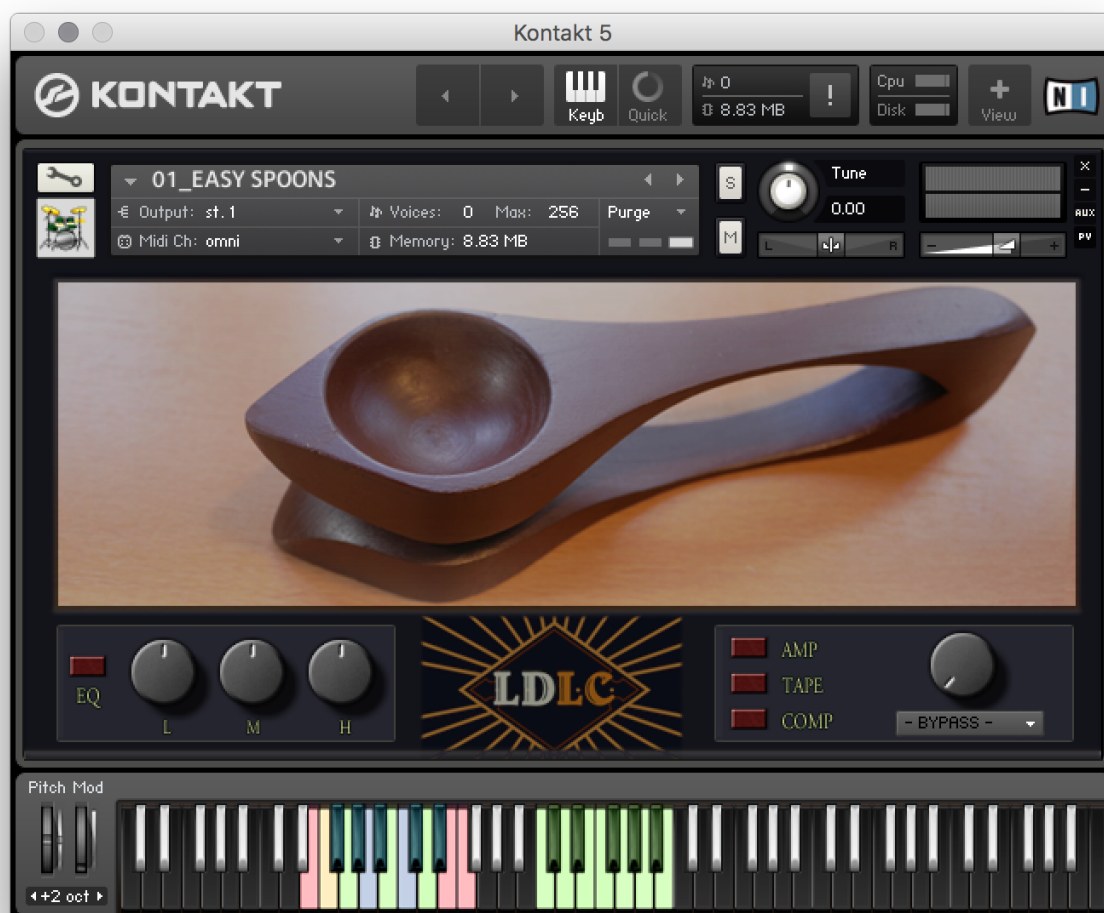 Kontakt 5
KONTAKT
Keyb
Quick
0
8.83 MB
!
Cpu
Disk
+
View
NI
01_EASY SPOONS
Output: st.1
Voices: 0 Max: 256
Purge
Midi Ch: omni
Memory: 8.83 MB
S
M
Tune
0.00
L R
- +
X
-
AUX
PV
EQ
L M H
LDLC
AMP
TAPE
COMP
- BYPASS -
Pitch Mod
+2 oct